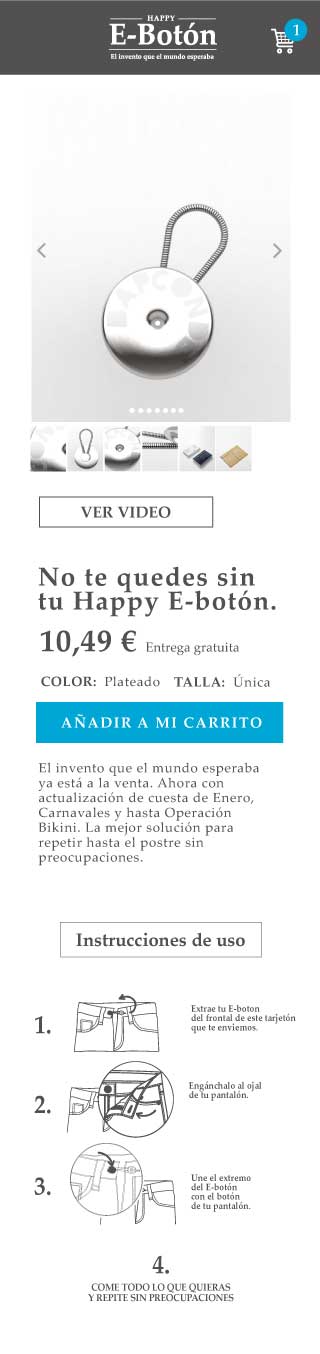 HAPPY
E-Botón
El invento que el mundo esperaba
1
LAPCON
VER VIDEO
No te quedes sin
tu Happy E-botón.
10,49 € Entrega gratuita
COLOR: Plateado TALLA: Única
AÑADIR A MI CARRITO
El invento que el mundo esperaba
ya está a la venta. Ahora con
actualización de cuesta de Enero,
Carnavales y hasta Operación
Bikini. La mejor solución para
repetir hasta el postre sin
preocupaciones.
Instrucciones de uso
1.
Extrae tu E-boton
del frontal de este tarjetón
que te enviemos.
2.
Engánchalo al ojal
de tu pantalón.
3.
Une el extremo
del E-botón
con el botón
de tu pantalón.
4.
COME TODO LO QUE QUIERAS
Y REPITE SIN PREOCUPACIONES